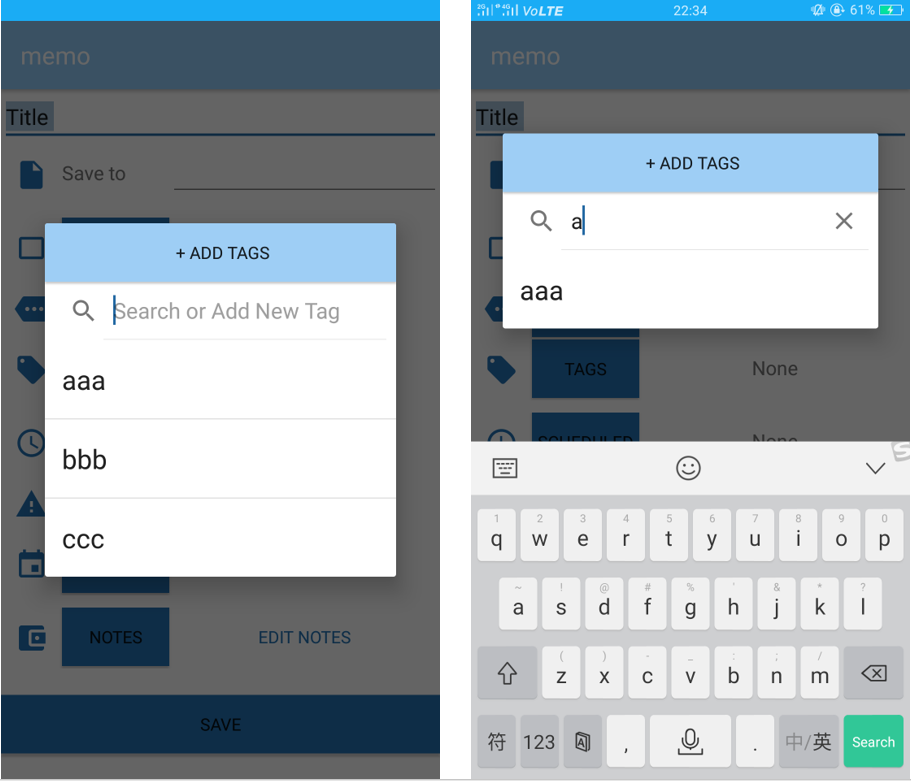 memo
Title
Save to
+ ADD TAGS
Search or Add New Tag
aaa
bbb
ccc
NOTES
EDIT NOTES
SAVE
2G 4G VoLTE 22:34 61%
memo
Title
+ ADD TAGS
a
aaa
TAGS None
SCHEDULED None
1 2 3 4 5 6 7 8 9 0
q w e r t y u i o p
~ ! @ # % ' & * ?
a s d f g h j k l
( ) - _ : ; /
z x c v b n m
符 123 , . 中/英 Search